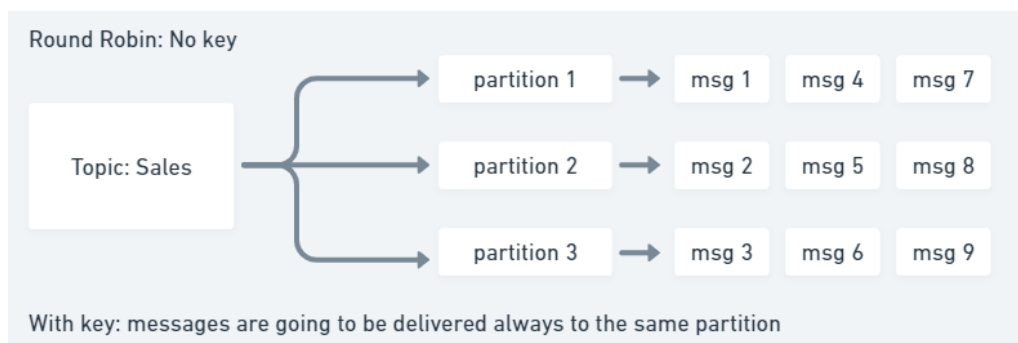 Round Robin: No key
partition 1 msg 1 msg 4 msg 7
Topic: Sales partition 2 msg 2 msg 5 msg 8
partition 3 msg 3 msg 6 msg 9
With key: messages are going to be delivered always to the same partition